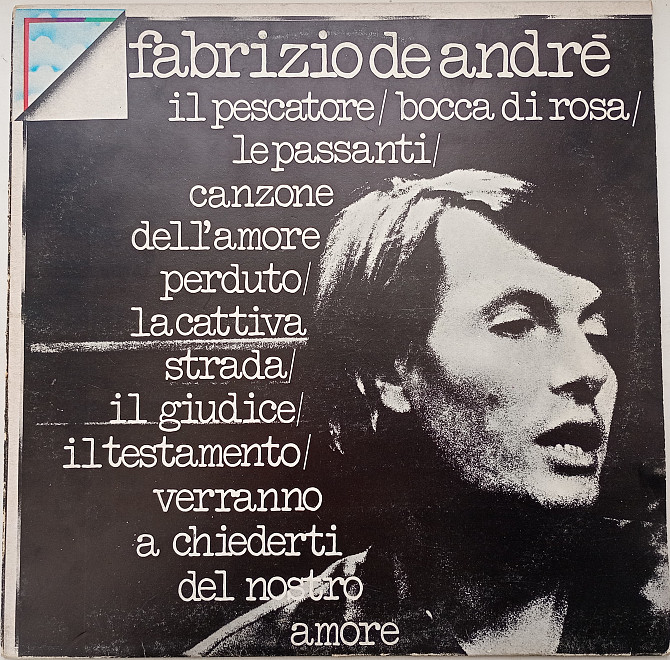 fabrizio de andrē
il pescatore/ bocca di rosa/
le passanti/
canzone
dell'amore
perduto/
la cattiva
strada/
il giudice/
il testamento/
verranno
a chiederti
del nostro
amore